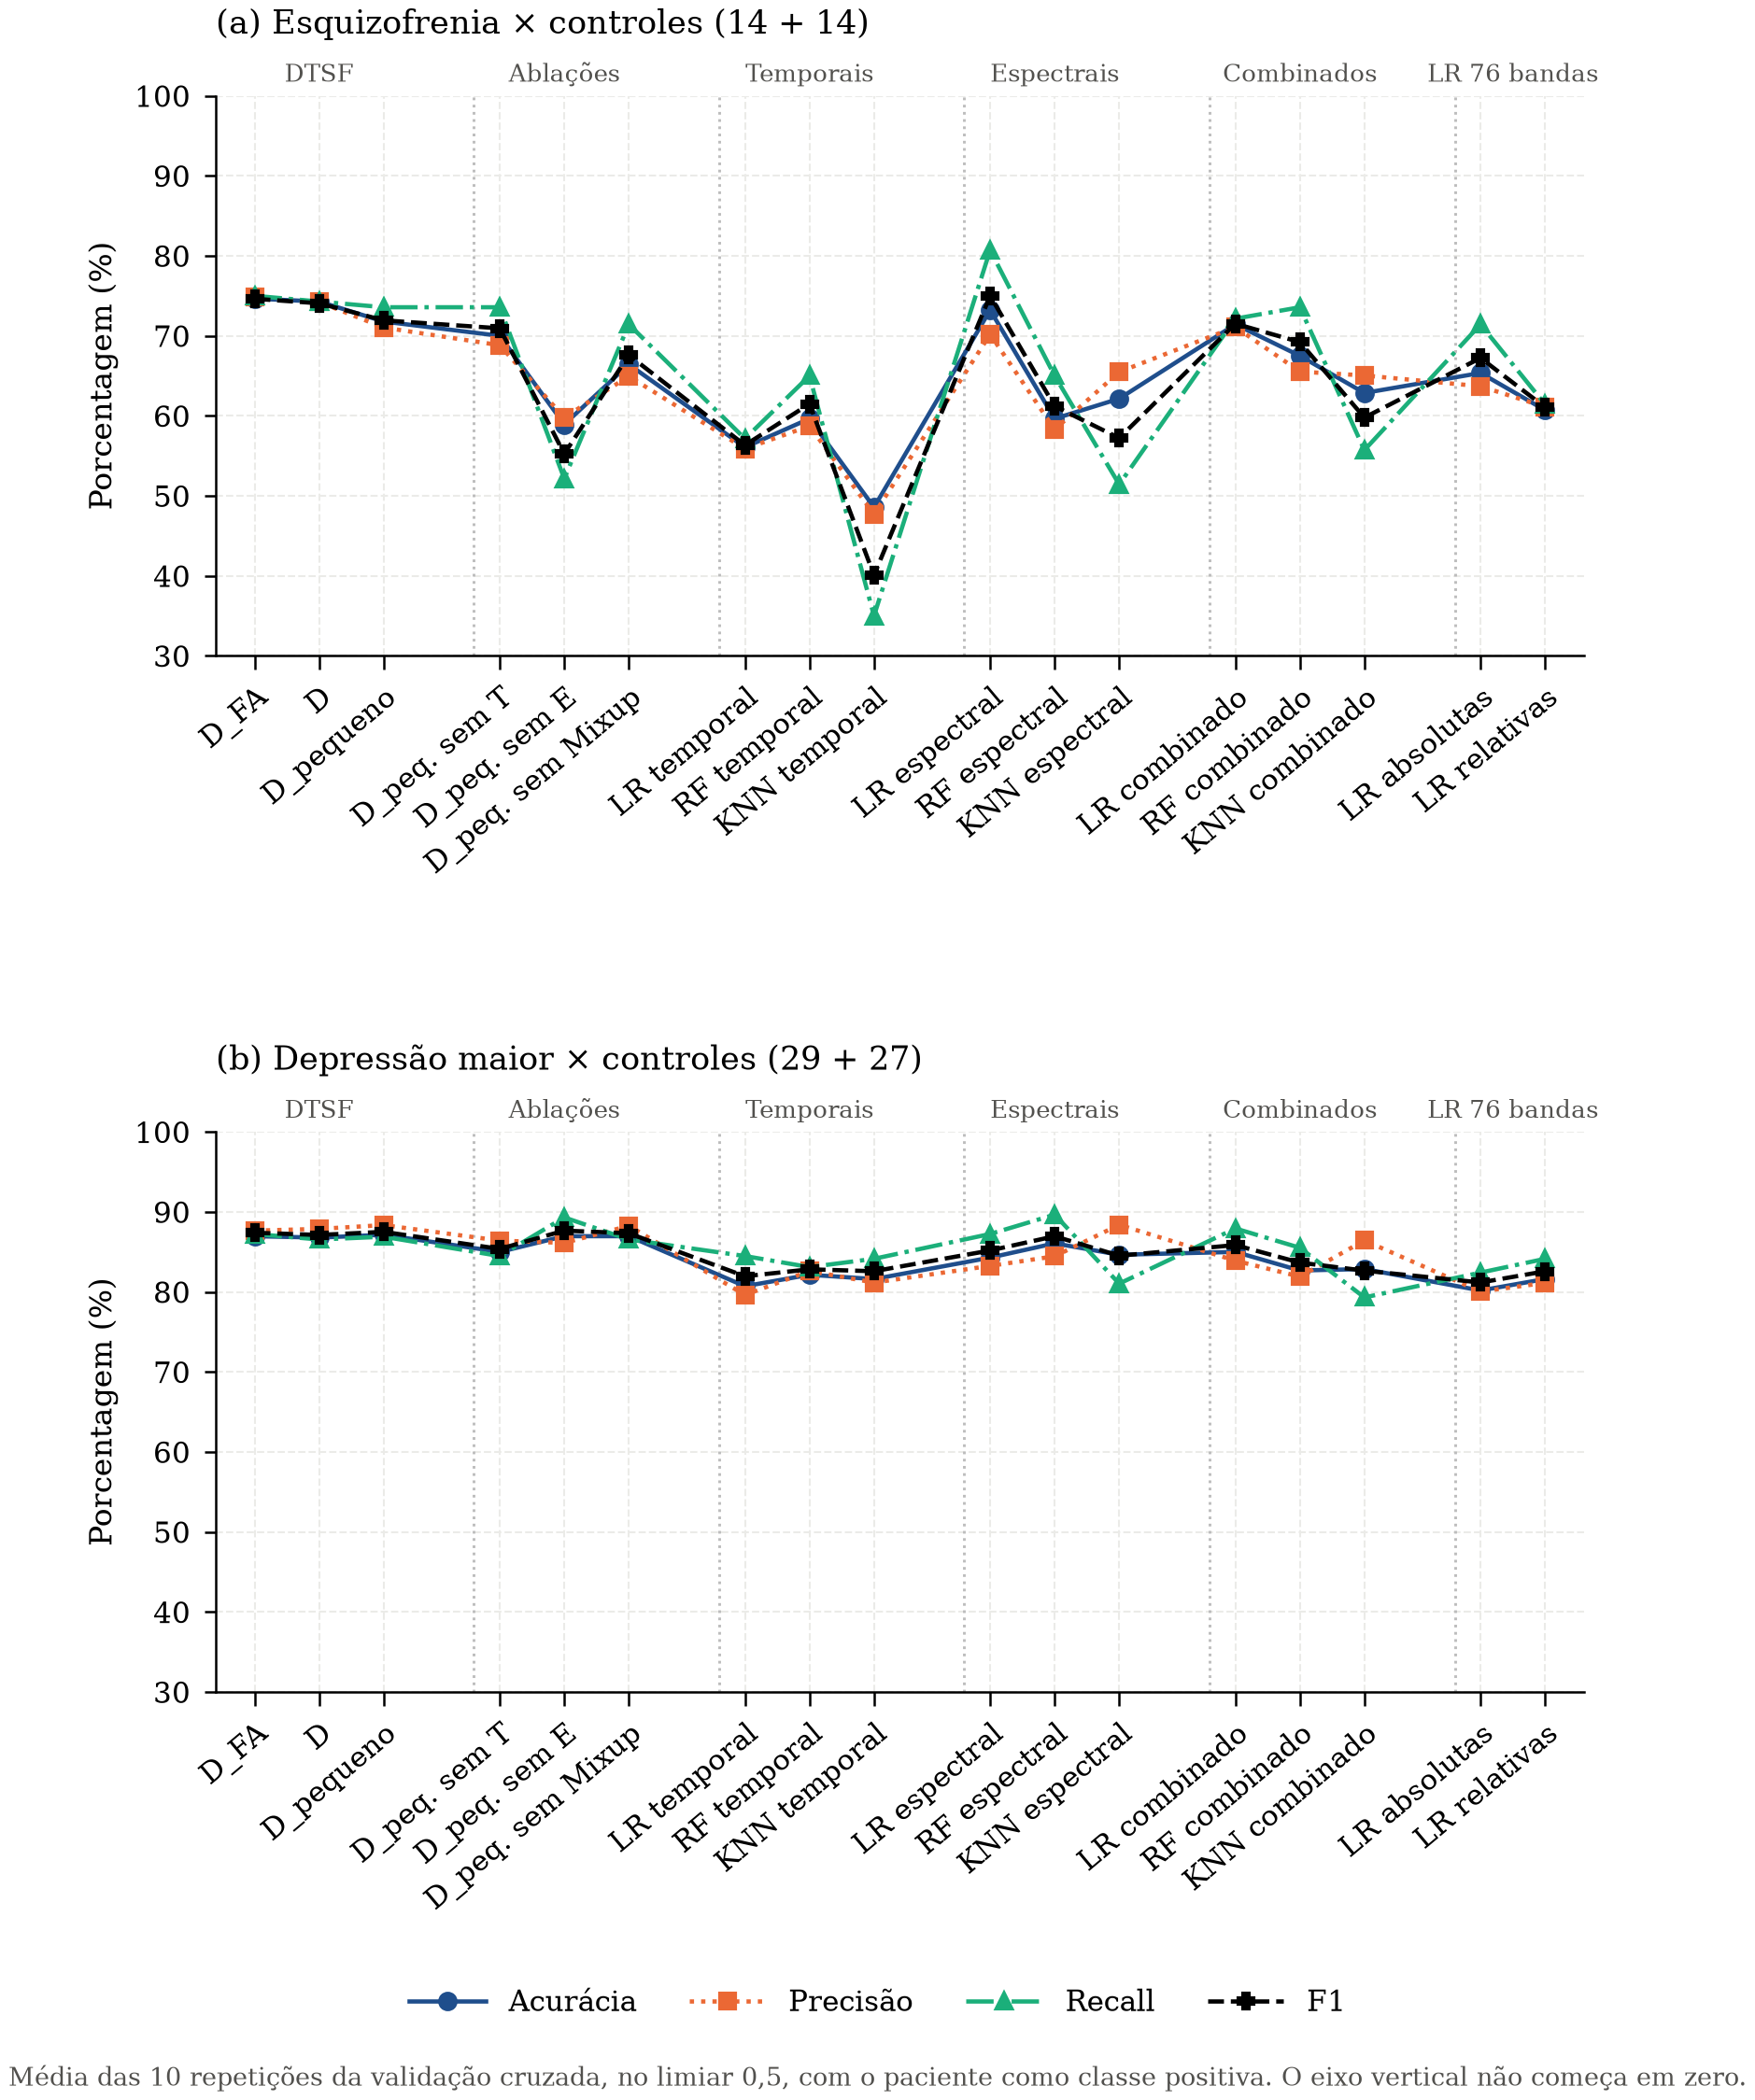 (a) Esquizofrenia × controles (14 + 14)
DTSF Ablações Temporais Espectrais Combinados LR 76 bandas
100
90
80
70
60
50
40
30
Porcentagem (%)
D_FA
D
D_pequeno
D_peq. sem T
D_peq. sem E
D_peq. sem Mixup
LR temporal
RF temporal
KNN temporal
LR espectral
RF espectral
KNN espectral
LR combinado
RF combinado
KNN combinado
LR absolutas
LR relativas
(b) Depressão maior × controles (29 + 27)
DTSF Ablações Temporais Espectrais Combinados LR 76 bandas
100
90
80
70
60
50
40
30
Porcentagem (%)
D_FA
D
D_pequeno
D_peq. sem T
D_peq. sem E
D_peq. sem Mixup
LR temporal
RF temporal
KNN temporal
LR espectral
RF espectral
KNN espectral
LR combinado
RF combinado
KNN combinado
LR absolutas
LR relativas
Acurácia Precisão Recall F1
Média das 10 repetições da validação cruzada, no limiar 0,5, com o paciente como classe positiva. O eixo vertical não começa em zero.